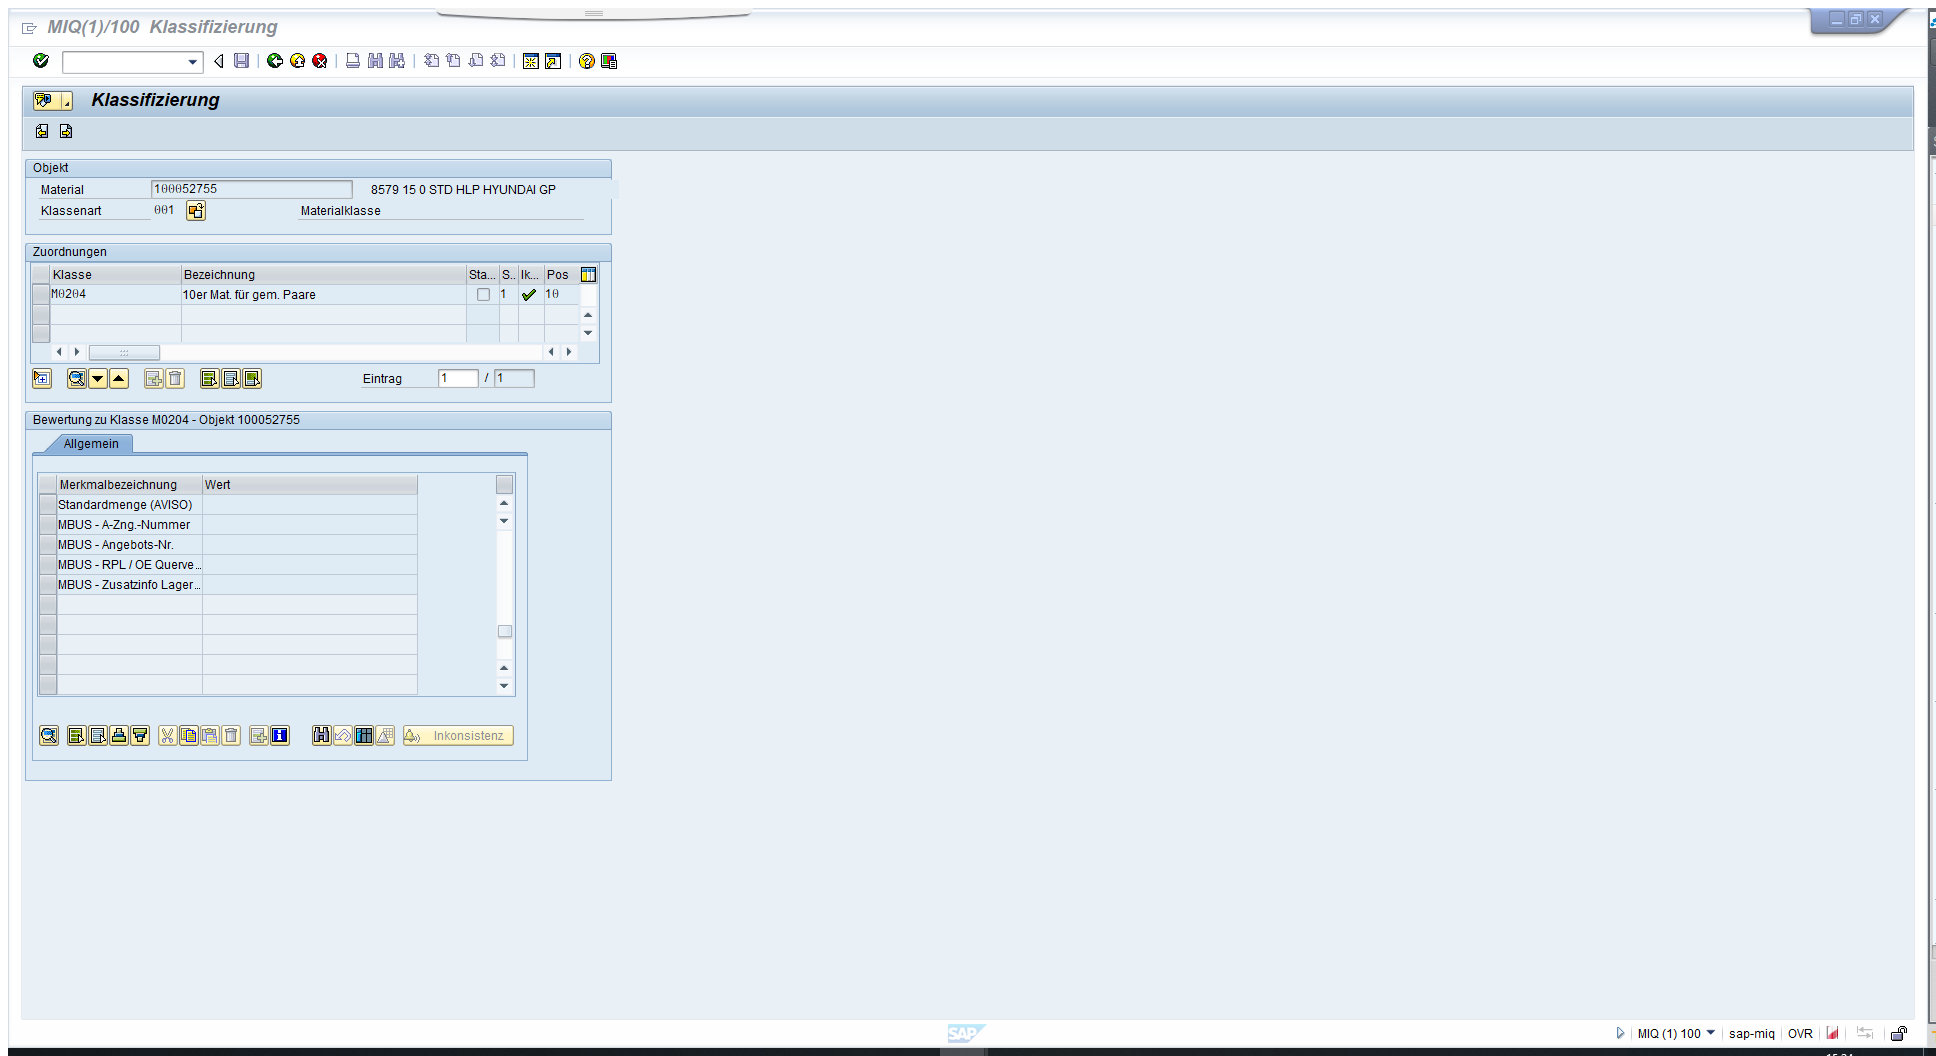 MIQ(1)/100 Klassifizierung
Klassifizierung
Objekt
Material 100052755 8579 15 0 STD HLP HYUNDAI GP
Klassenart 001 Materialklasse
Zuordnungen
Klasse Bezeichnung Sta... S.. Ik... Pos
M0204 10er Mat. für gem. Paare 1 10
Eintrag 1 / 1
Bewertung zu Klasse M0204 - Objekt 100052755
Allgemein
Merkmalbezeichnung Wert
Standardmenge (AVISO)
MBUS - A-Zng.-Nummer
MBUS - Angebots-Nr.
MBUS - RPL / OE Querve...
MBUS - Zusatzinfo Lager...
Inkonsistenz
SAP
MIQ (1) 100 sap-miq OVR